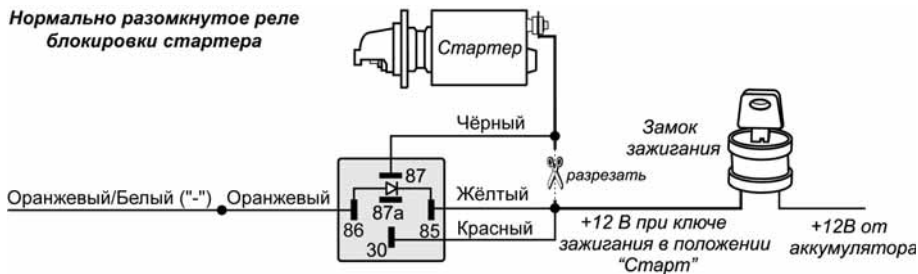 Нормально разомкнутое реле
блокировки стартера
Стартер
Чёрный
Замок
зажигания
разрезать
87
Оранжевый/Белый ("-")
Оранжевый
Жёлтый
87a
86
85
30
Красный
+12 В при ключе
зажигания в положении
“Старт”
+12В от
аккумулятора